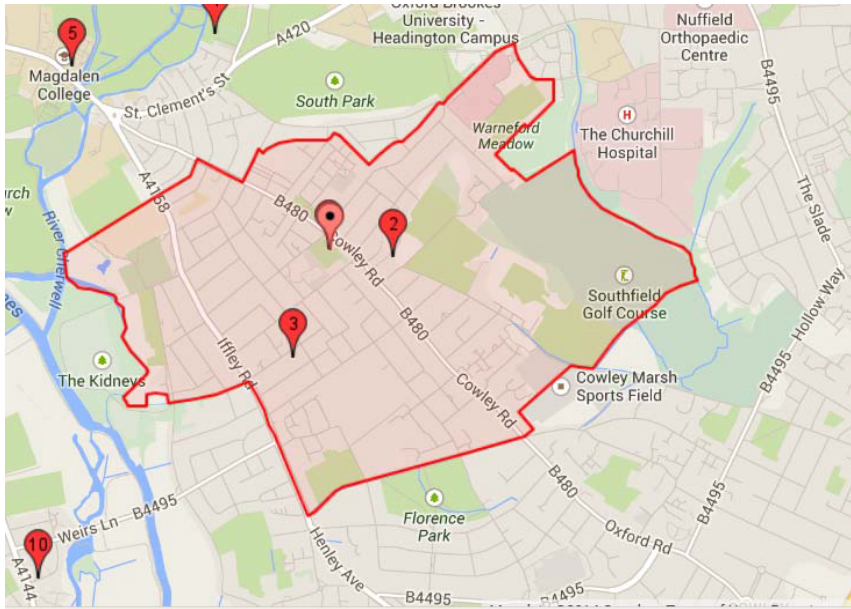 Oxford Brookes
University -
Headington Campus
Nuffield
Orthopaedic
Centre
5
A420
Magdalen
College
St. Clement's St
South Park
B4495
Warneford
Meadow
H
The Churchill
Hospital
A4158
B480
The Slade
River Cherwell
2
Cowley Rd
Hollow Way
Southfield
Golf Course
3
B480
Iffley Rd
The Kidneys
Cowley Rd
Cowley Marsh
Sports Field
B4495
B4495
B480
Florence
Park
Weirs Ln
B4495
Oxford Rd
10
A4144
Henley Ave
B4495
B4495